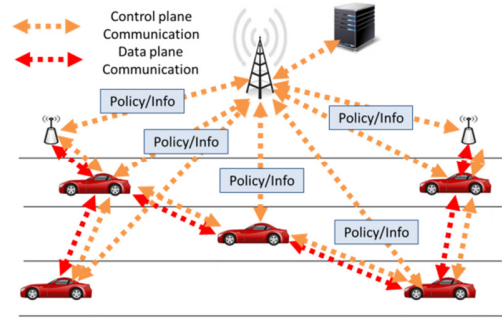 Control plane
Communication
Data plane
Communication
Policy/Info
Policy/Info
Policy/Info
Policy/Info
Policy/Info